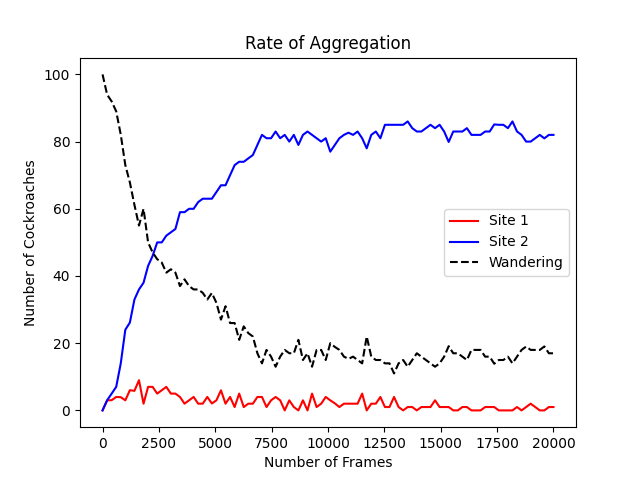 Rate of Aggregation
Number of Cockroaches
100
80
60
40
20
0
Site 1
Site 2
Wandering
0 2500 5000 7500 10000 12500 15000 17500 20000
Number of Frames